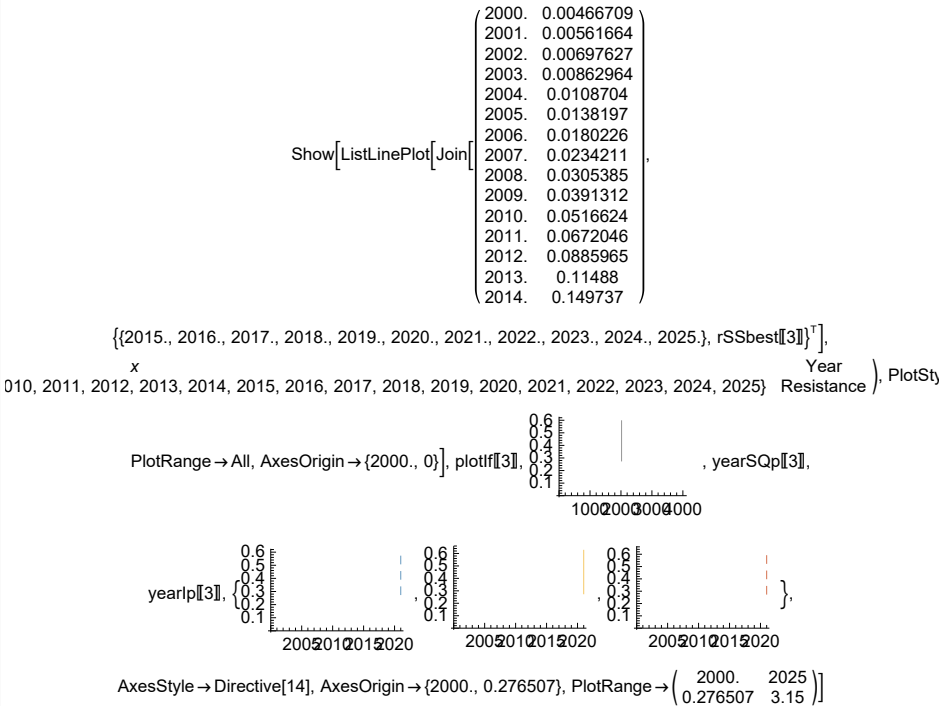 2000. 0.00466709
2001. 0.00561664
2002. 0.00697627
2003. 0.00862964
2004. 0.0108704
2005. 0.0138197
2006. 0.0180226
Show[ListLinePlot[Join[( 2007. 0.0234211 ),
2008. 0.0305385
2009. 0.0391312
2010. 0.0516624
2011. 0.0672046
2012. 0.0885965
2013. 0.11488
2014. 0.149737
{{2015., 2016., 2017., 2018., 2019., 2020., 2021., 2022., 2023., 2024., 2025.}, rSSbest⟦3⟧}ᵀ],
x Year
010, 2011, 2012, 2013, 2014, 2015, 2016, 2017, 2018, 2019, 2020, 2021, 2022, 2023, 2024, 2025} Resistance ), PlotSty
0.6
0.5
0.4
0.3
0.2
0.1
PlotRange→All, AxesOrigin→{2000., 0}], plotIf⟦3⟧, , yearSQp⟦3⟧,
1000 2000 3000 4000
0.6 0.6 0.6
0.5 0.5 0.5
0.4 0.4 0.4
0.3 0.3 0.3
0.2 0.2 0.2
0.1 0.1 0.1
yearIp⟦3⟧, { , , },
2005 2010 2015 2020 2005 2010 2015 2020 2005 2010 2015 2020
2000. 2025
AxesStyle→Directive[14], AxesOrigin→{2000., 0.276507}, PlotRange→( )]
0.276507 3.15